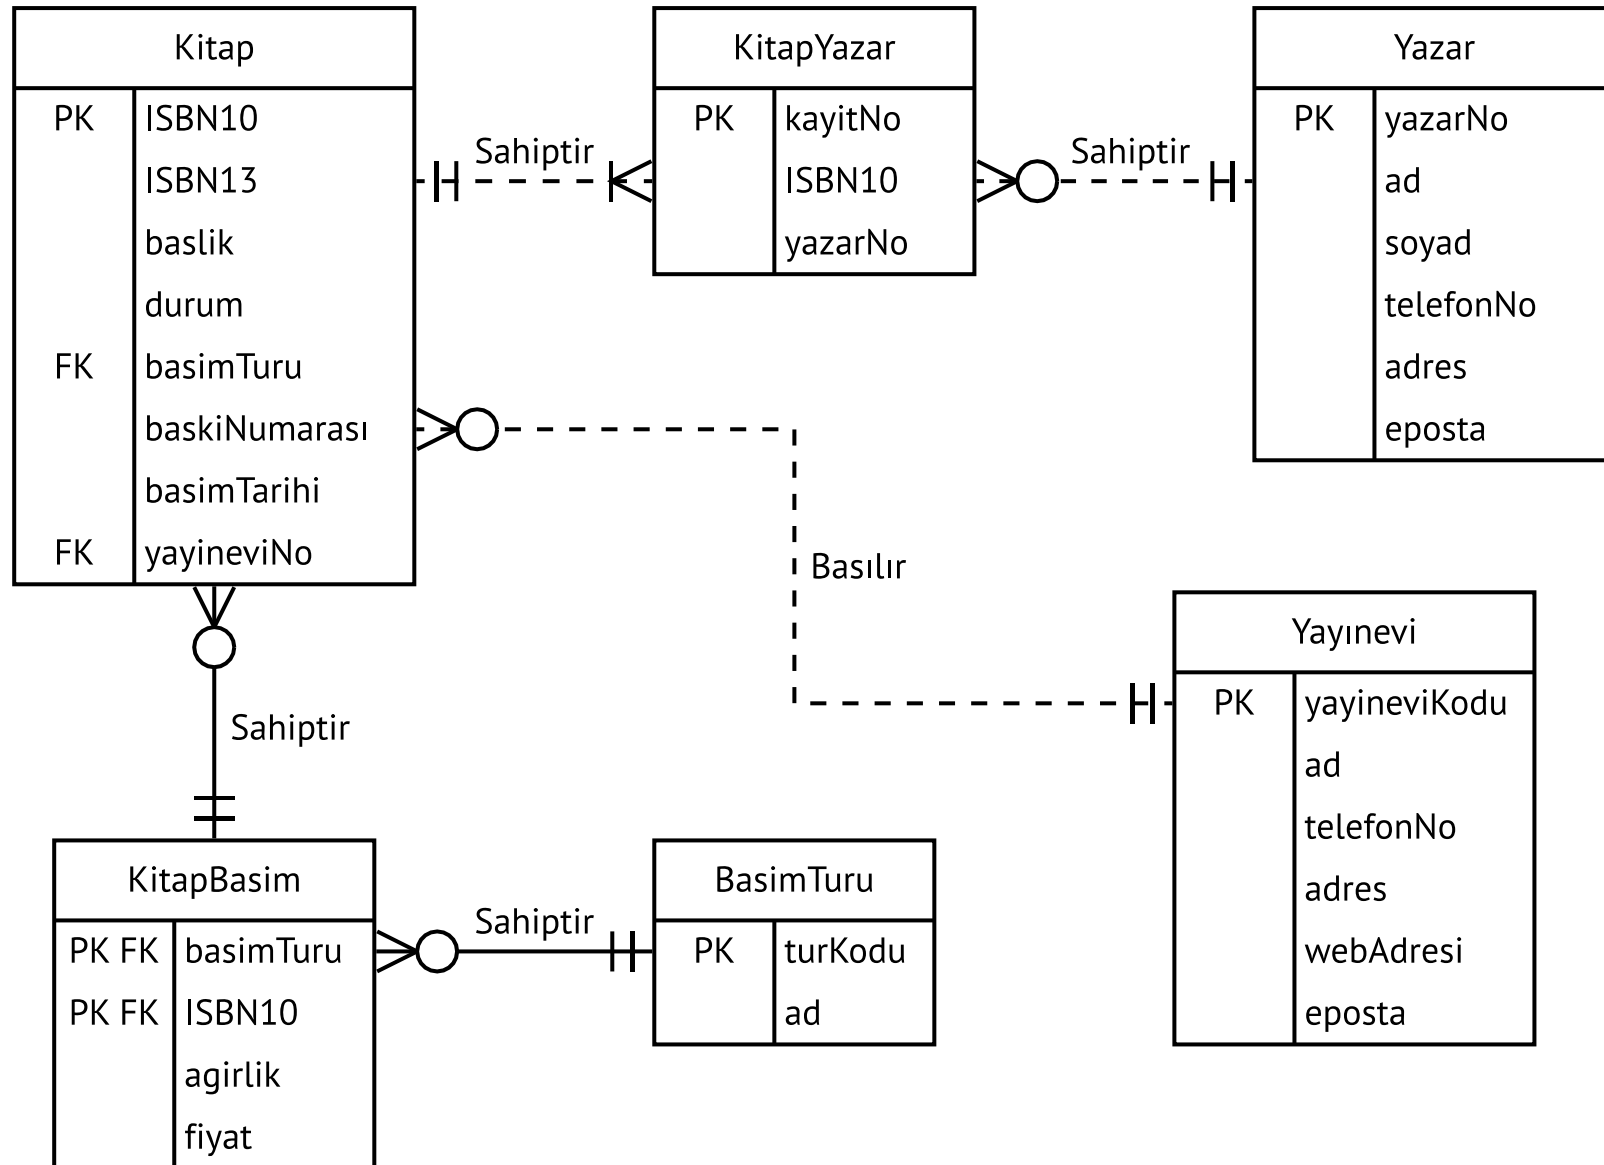 Kitap
PK ISBN10
ISBN13
baslik
durum
FK basimTuru
baskiNumarası
basimTarihi
FK yayineviNo
Sahiptir
KitapYazar
PK kayitNo
ISBN10
yazarNo
Sahiptir
Yazar
PK yazarNo
ad
soyad
telefonNo
adres
eposta
Basılır
Yayınevi
PK yayineviKodu
ad
telefonNo
adres
webAdresi
eposta
Sahiptir
KitapBasim
PK FK basimTuru
PK FK ISBN10
agirlik
fiyat
Sahiptir
BasimTuru
PK turKodu
ad